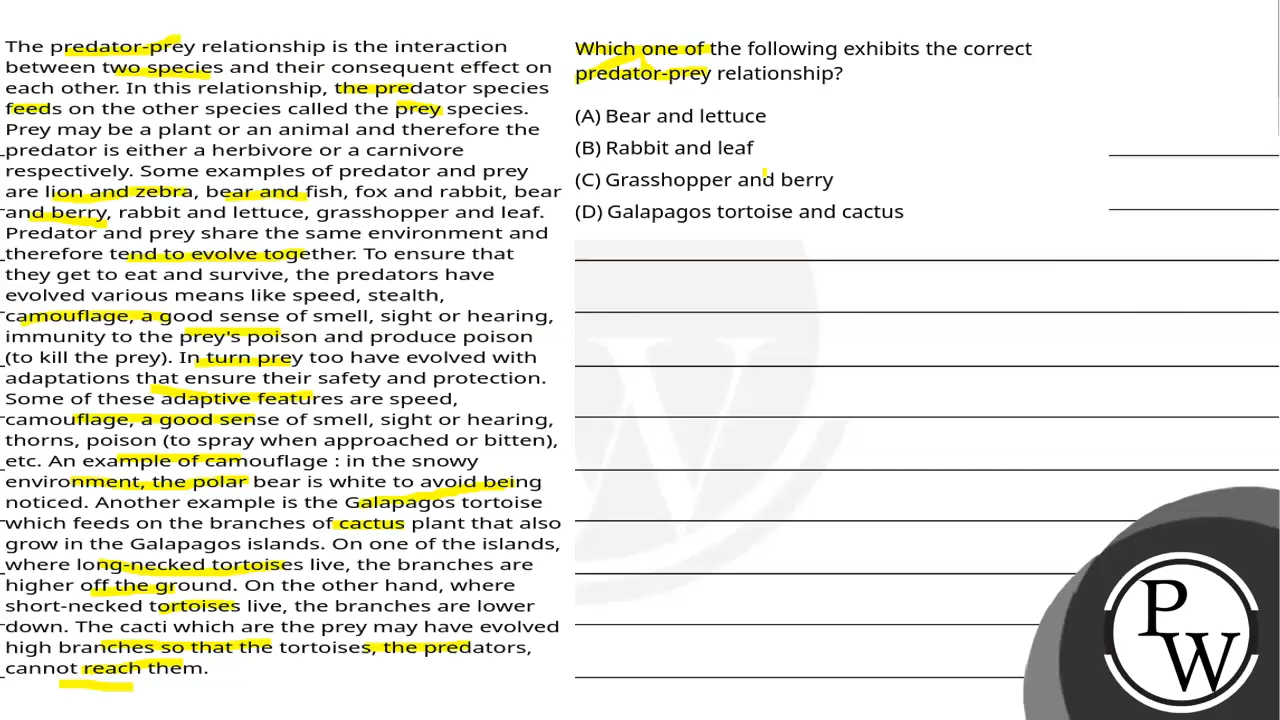 The predator-prey relationship is the interaction
between two species and their consequent effect on
each other. In this relationship, the predator species
feeds on the other species called the prey species.
Prey may be a plant or an animal and therefore the
predator is either a herbivore or a carnivore
respectively. Some examples of predator and prey
are lion and zebra, bear and fish, fox and rabbit, bear
and berry, rabbit and lettuce, grasshopper and leaf.
Predator and prey share the same environment and
therefore tend to evolve together. To ensure that
they get to eat and survive, the predators have
evolved various means like speed, stealth,
camouflage, a good sense of smell, sight or hearing,
immunity to the prey's poison and produce poison
(to kill the prey). In turn prey too have evolved with
adaptations that ensure their safety and protection.
Some of these adaptive features are speed,
camouflage, a good sense of smell, sight or hearing,
thorns, poison (to spray when approached or bitten),
etc. An example of camouflage : in the snowy
environment, the polar bear is white to avoid being
noticed. Another example is the Galapagos tortoise
which feeds on the branches of cactus plant that also
grow in the Galapagos islands. On one of the islands,
where long-necked tortoises live, the branches are
higher off the ground. On the other hand, where
short-necked tortoises live, the branches are lower
down. The cacti which are the prey may have evolved
high branches so that the tortoises, the predators,
cannot reach them.
Which one of the following exhibits the correct
predator-prey relationship?
(A) Bear and lettuce
(B) Rabbit and leaf
(C) Grasshopper and berry
(D) Galapagos tortoise and cactus
P
W